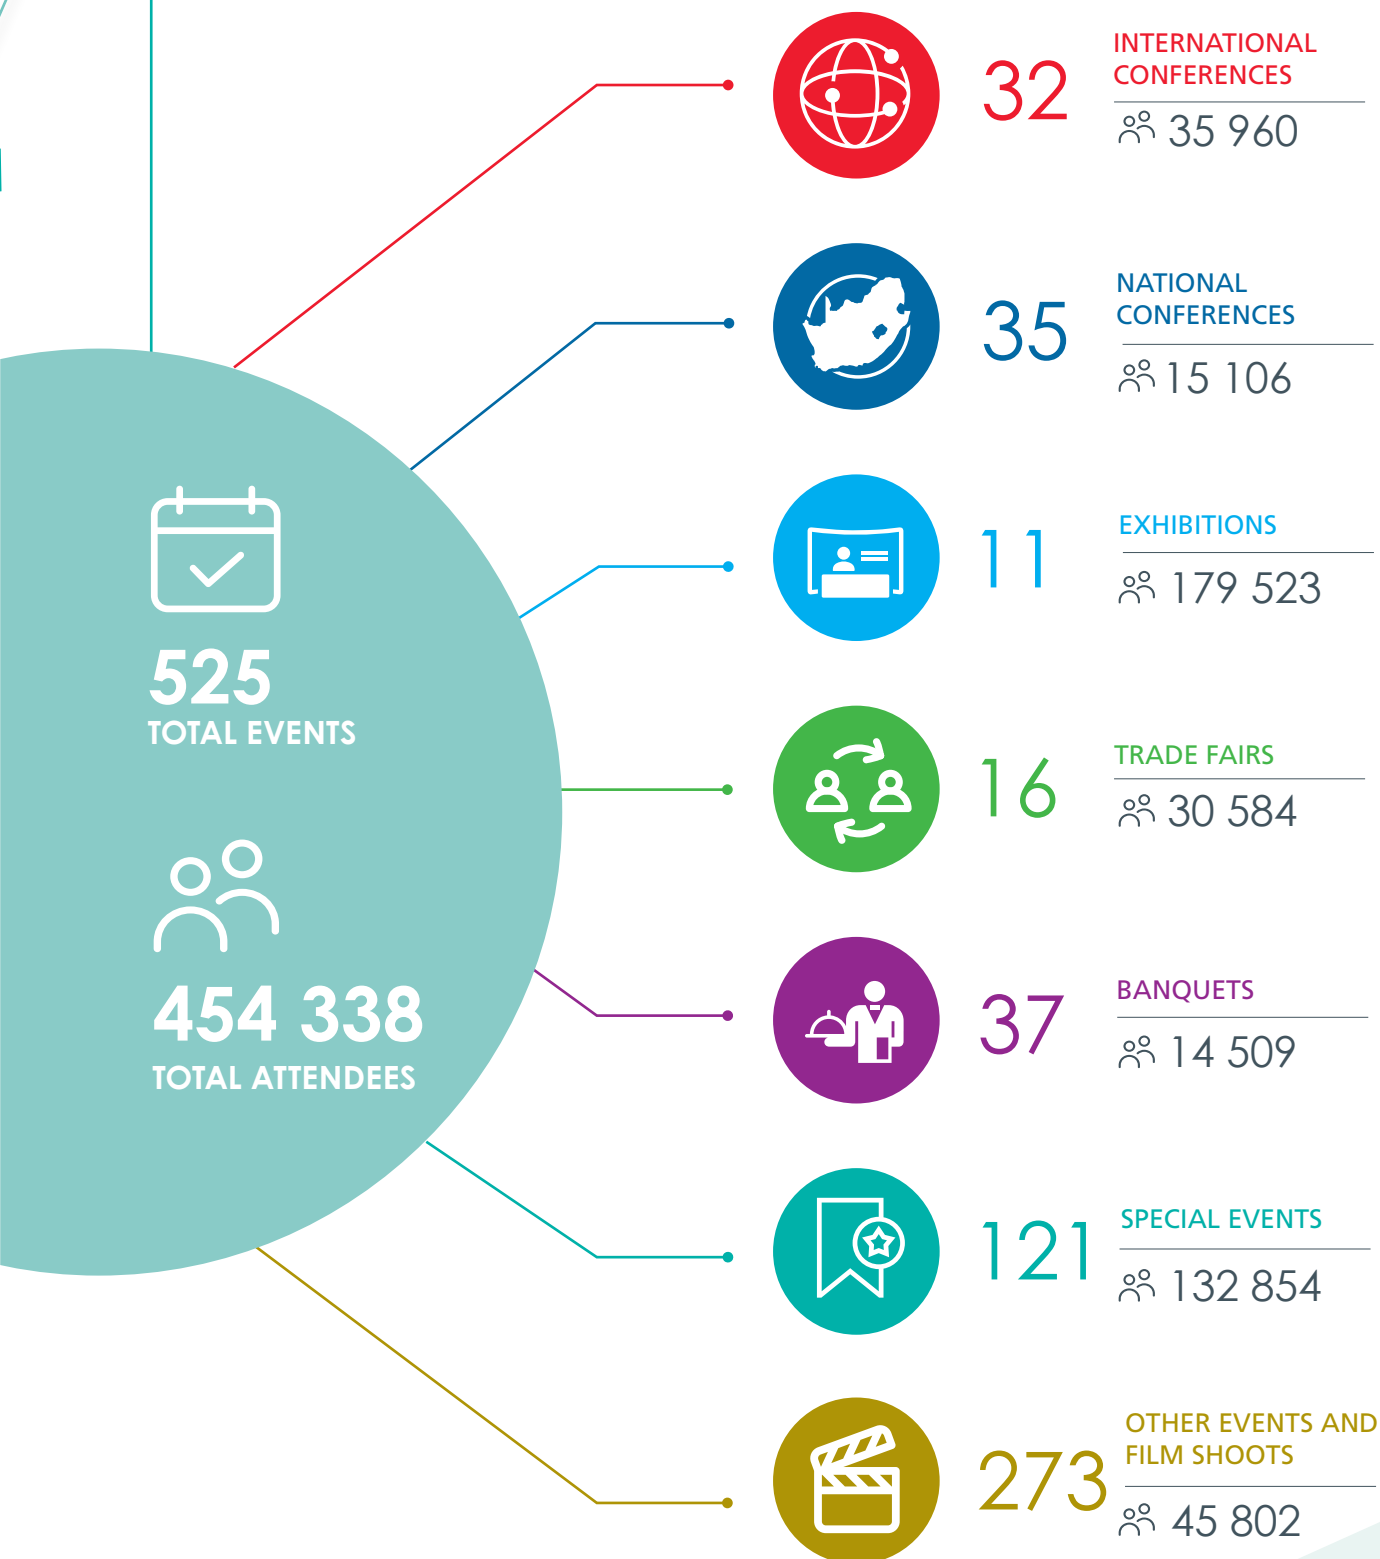 32
INTERNATIONAL
CONFERENCES
35 960
35
NATIONAL
CONFERENCES
15 106
11
EXHIBITIONS
179 523
525
TOTAL EVENTS
16
TRADE FAIRS
30 584
454 338
TOTAL ATTENDEES
37
BANQUETS
14 509
121
SPECIAL EVENTS
132 854
273
OTHER EVENTS AND
FILM SHOOTS
45 802